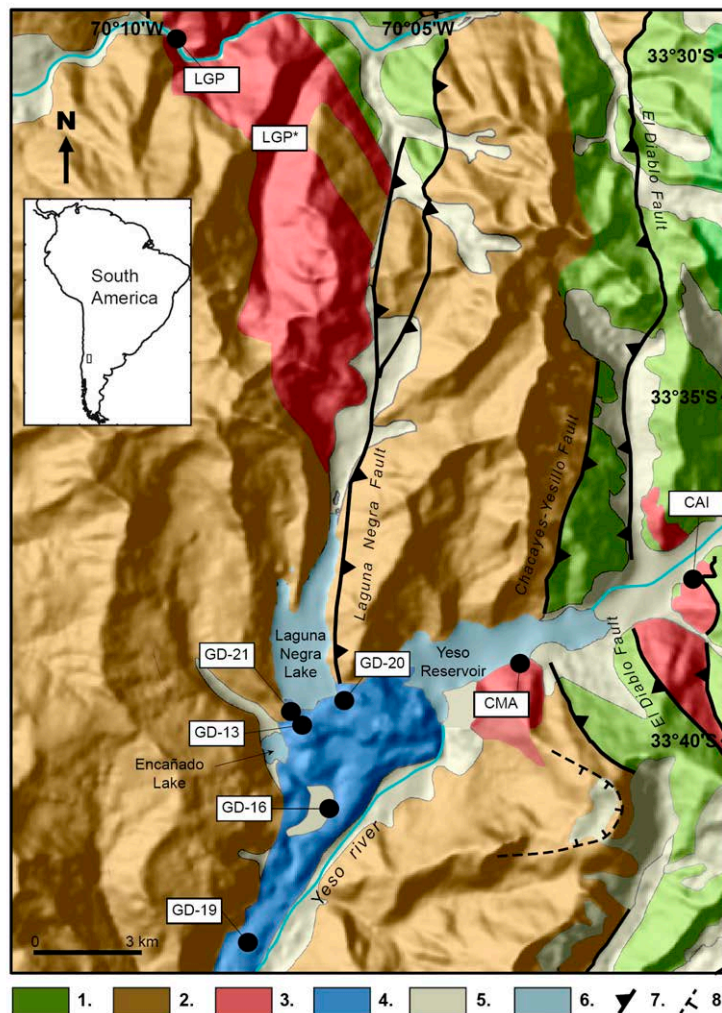 70°10'W
70°05'W
33°30'S
LGP
LGP*
N
El Diablo Fault
South
America
33°35'S
Laguna Negra Fault
Chacayes-Yesillo Fault
CAI
Laguna
Negra
Lake
GD-21
GD-20
Yeso
Reservoir
El Diablo Fault
GD-13
CMA
33°40'S
Encañado
Lake
GD-16
Yeso river
GD-19
0 3 km
1. 2. 3. 4. 5. 6. 7. 8.